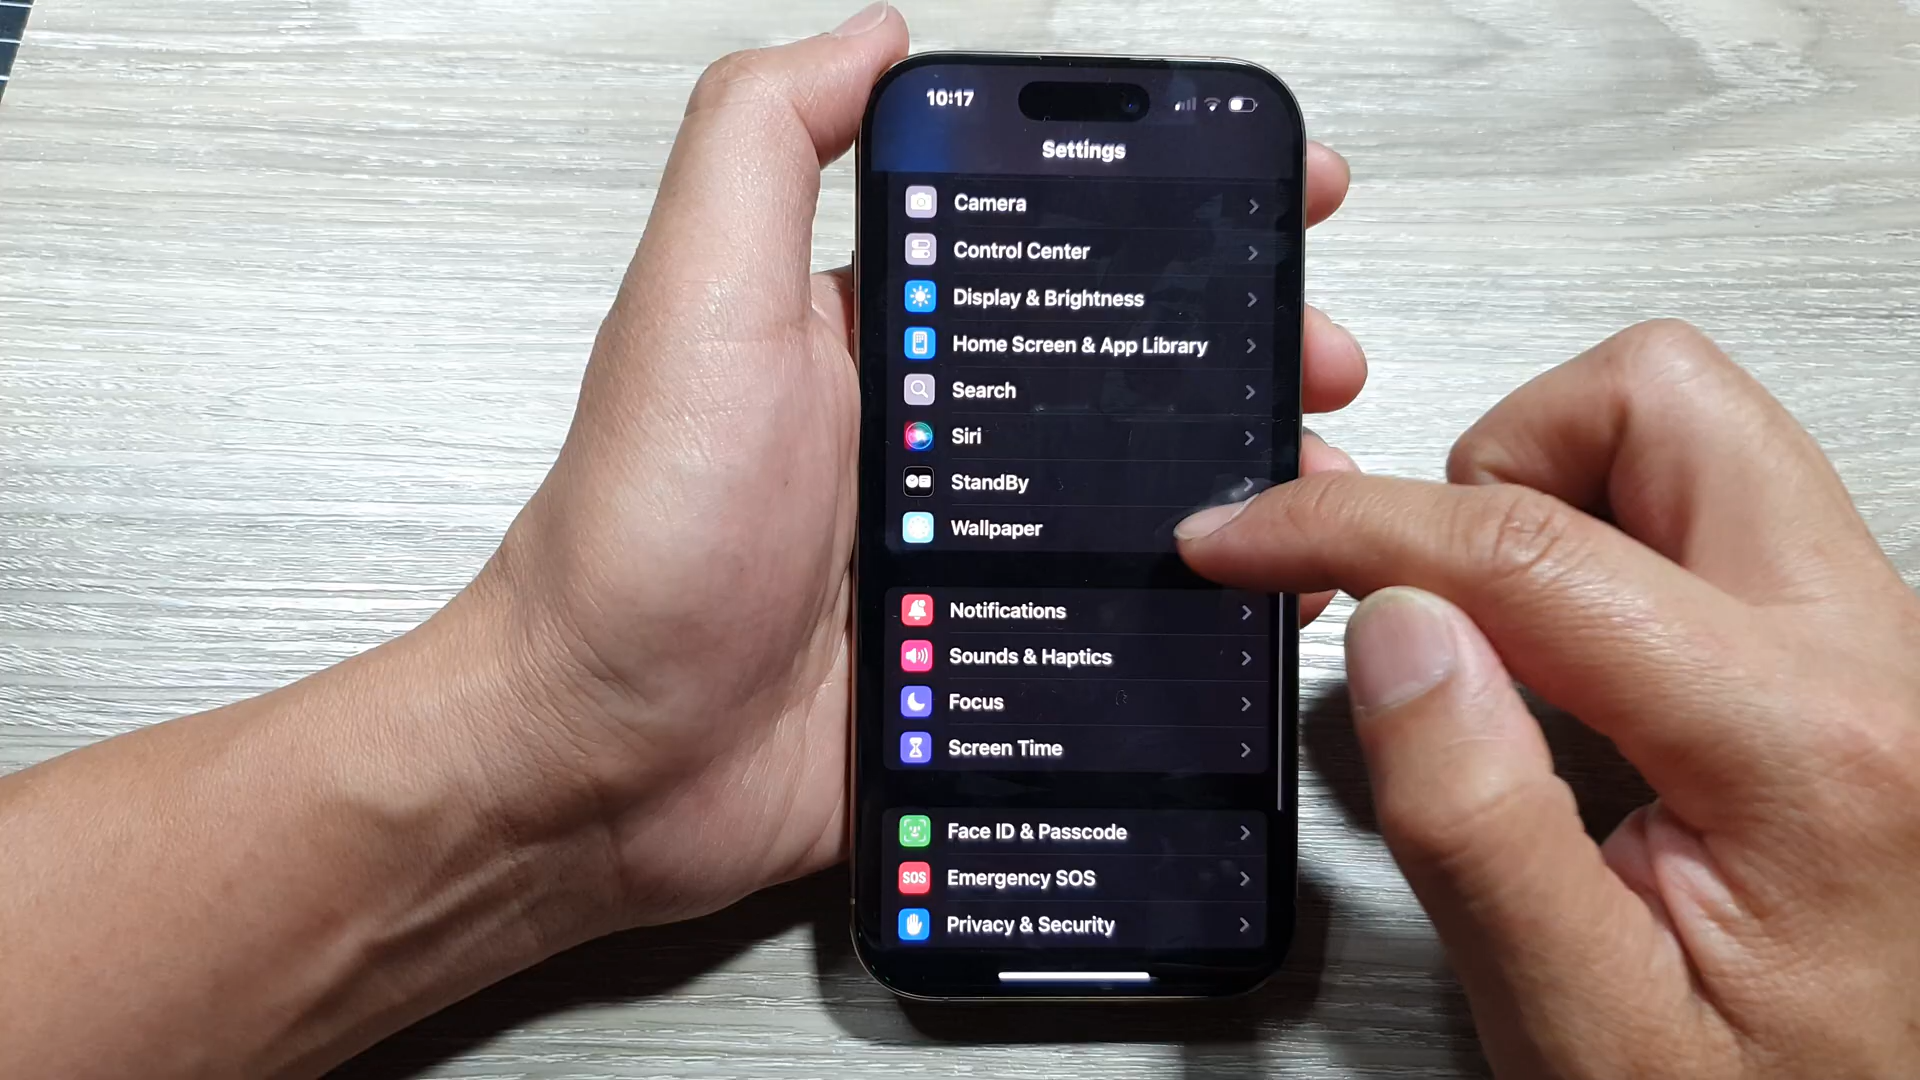 10:17
Settings
Camera
Control Center
Display & Brightness
Home Screen & App Library
Search
Siri
StandBy
Wallpaper
Notifications
Sounds & Haptics
Focus
Screen Time
Face ID & Passcode
SOS Emergency SOS
Privacy & Security